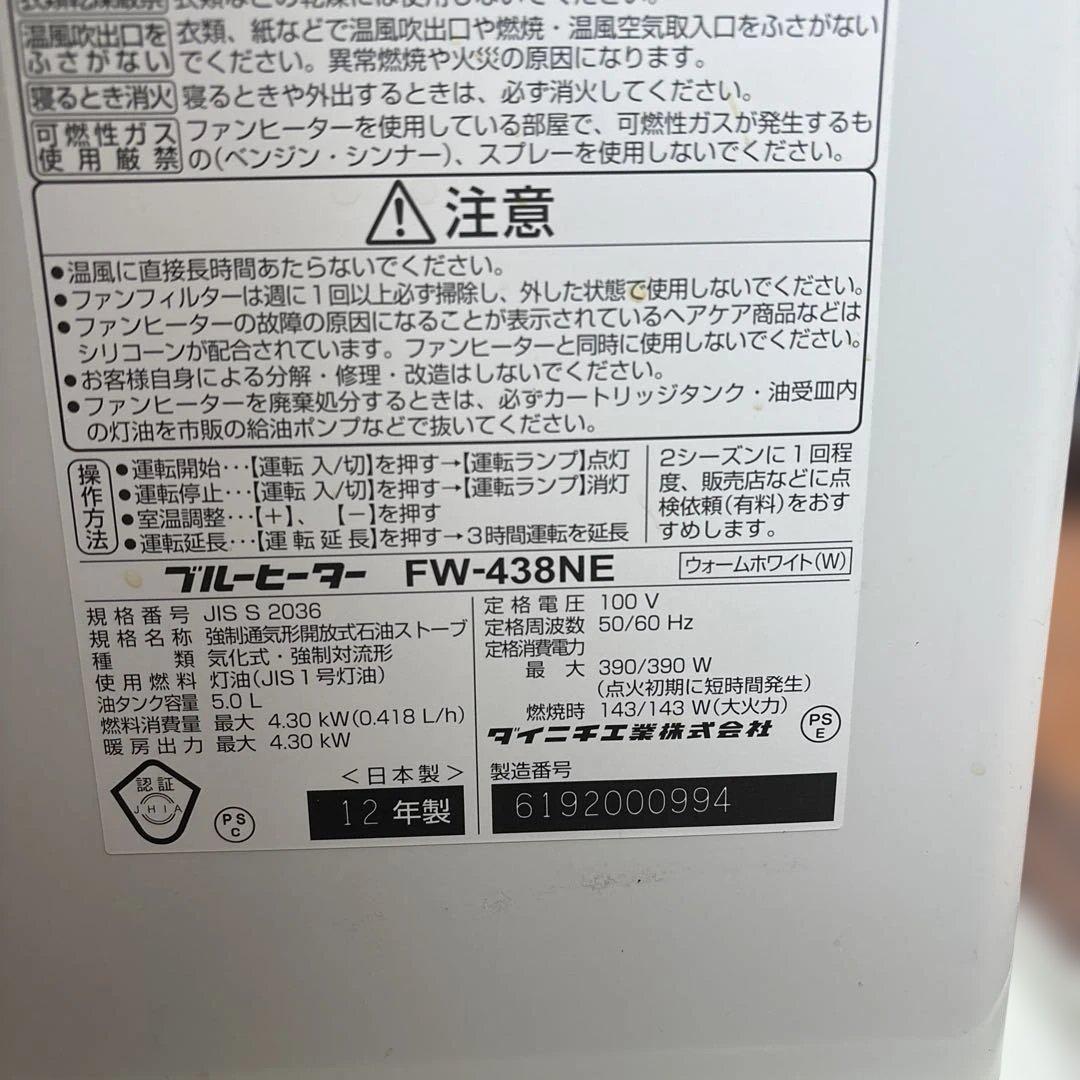 衣類乾燥厳禁 衣類などの乾燥には使用しないでください。
温風吹出口をふさがない 衣類、紙などで温風吹出口や燃焼・温風空気取入口をふさがない
でください。異常燃焼や火災の原因になります。
寝るとき消火 寝るときや外出するときは、必ず消火してください。
可燃性ガス使用厳禁 ファンヒーターを使用している部屋で、可燃性ガスが発生するも
の(ベンジン・シンナー)、スプレーを使用しないでください。
注意
●温風に直接長時間あたらないでください。
●ファンフィルターは週に1回以上必ず掃除し、外した状態で使用しないでください。
●ファンヒーターの故障の原因になることが表示されているヘアケア商品などは
シリコーンが配合されています。ファンヒーターと同時に使用しないでください。
●お客様自身による分解・修理・改造はしないでください。
●ファンヒーターを廃棄処分するときは、必ずカートリッジタンク・油受皿内
の灯油を市販の給油ポンプなどで抜いてください。
操作方法
●運転開始…【運転 入/切】を押す→【運転ランプ】点灯
●運転停止…【運転 入/切】を押す→【運転ランプ】消灯
●室温調整…【+】、【−】を押す
●運転延長…【運転延長】を押す→3時間運転を延長
2シーズンに1回程
度、販売店などに点
検依頼(有料)をおす
すめします。
ブルーヒーター FW-438NE ウォームホワイト(W)
規格番号 JIS S 2036
規格名称 強制通気形開放式石油ストーブ
種類 気化式・強制対流形
使用燃料 灯油(JIS1号灯油)
油タンク容量 5.0 L
燃料消費量 最大 4.30 kW(0.418 L/h)
暖房出力 最大 4.30 kW
定格電圧 100 V
定格周波数 50/60 Hz
定格消費電力
最大 390/390 W
(点火初期に短時間発生)
燃焼時 143/143 W(大火力)
ダイニチ工業株式会社
PS
E
認証
JHIA
PS
C
<日本製>
12 年製
製造番号
6192000994